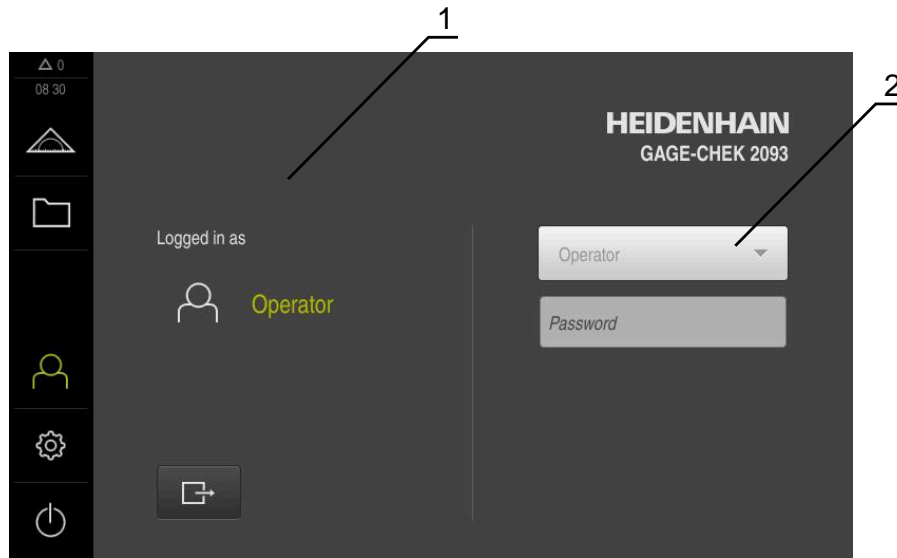 1
△ 0
08 30
2
HEIDENHAIN
GAGE-CHEK 2093
Logged in as
Operator
Operator
Password